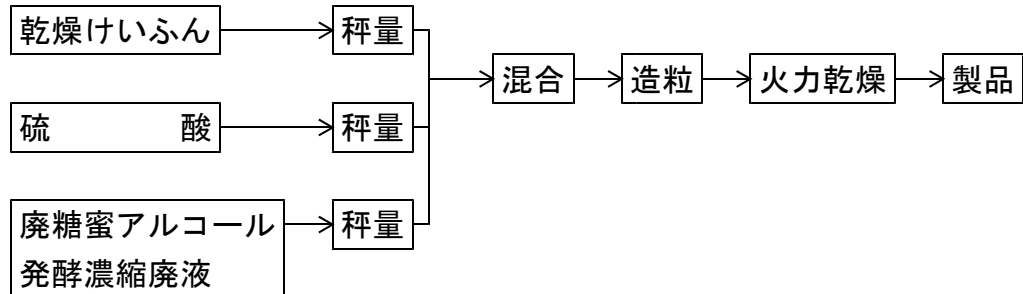 乾燥けいふん
秤量
混合
造粒
火力乾燥
製品
硫　　　　酸
秤量
廃糖蜜アルコール
発酵濃縮廃液
秤量